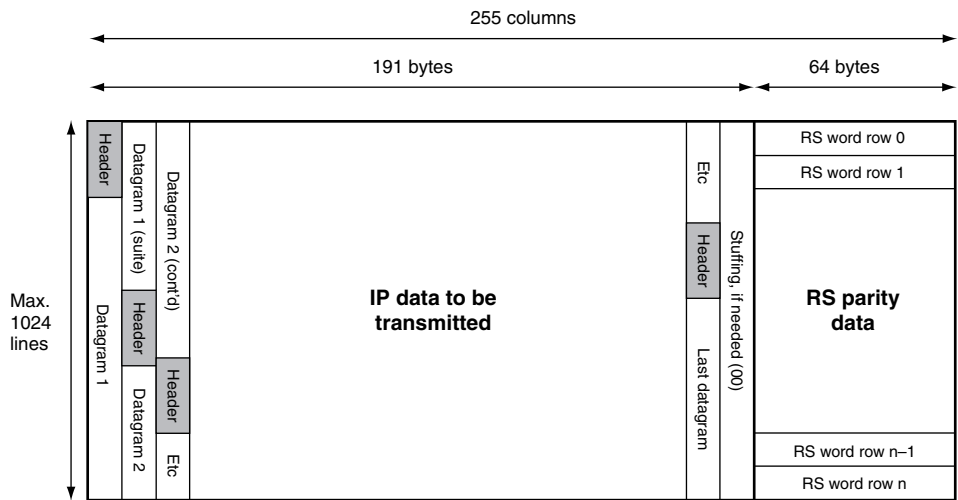 255 columns
191 bytes
64 bytes
Max.
1024
lines
Header
Datagram 1
Datagram 1 (suite)
Header
Datagram 2
Datagram 2 (cont'd)
Header
Etc
IP data to be
transmitted
Etc
Header
Last datagram
Stuffing, if needed (00)
RS word row 0
RS word row 1
RS parity
data
RS word row n–1
RS word row n